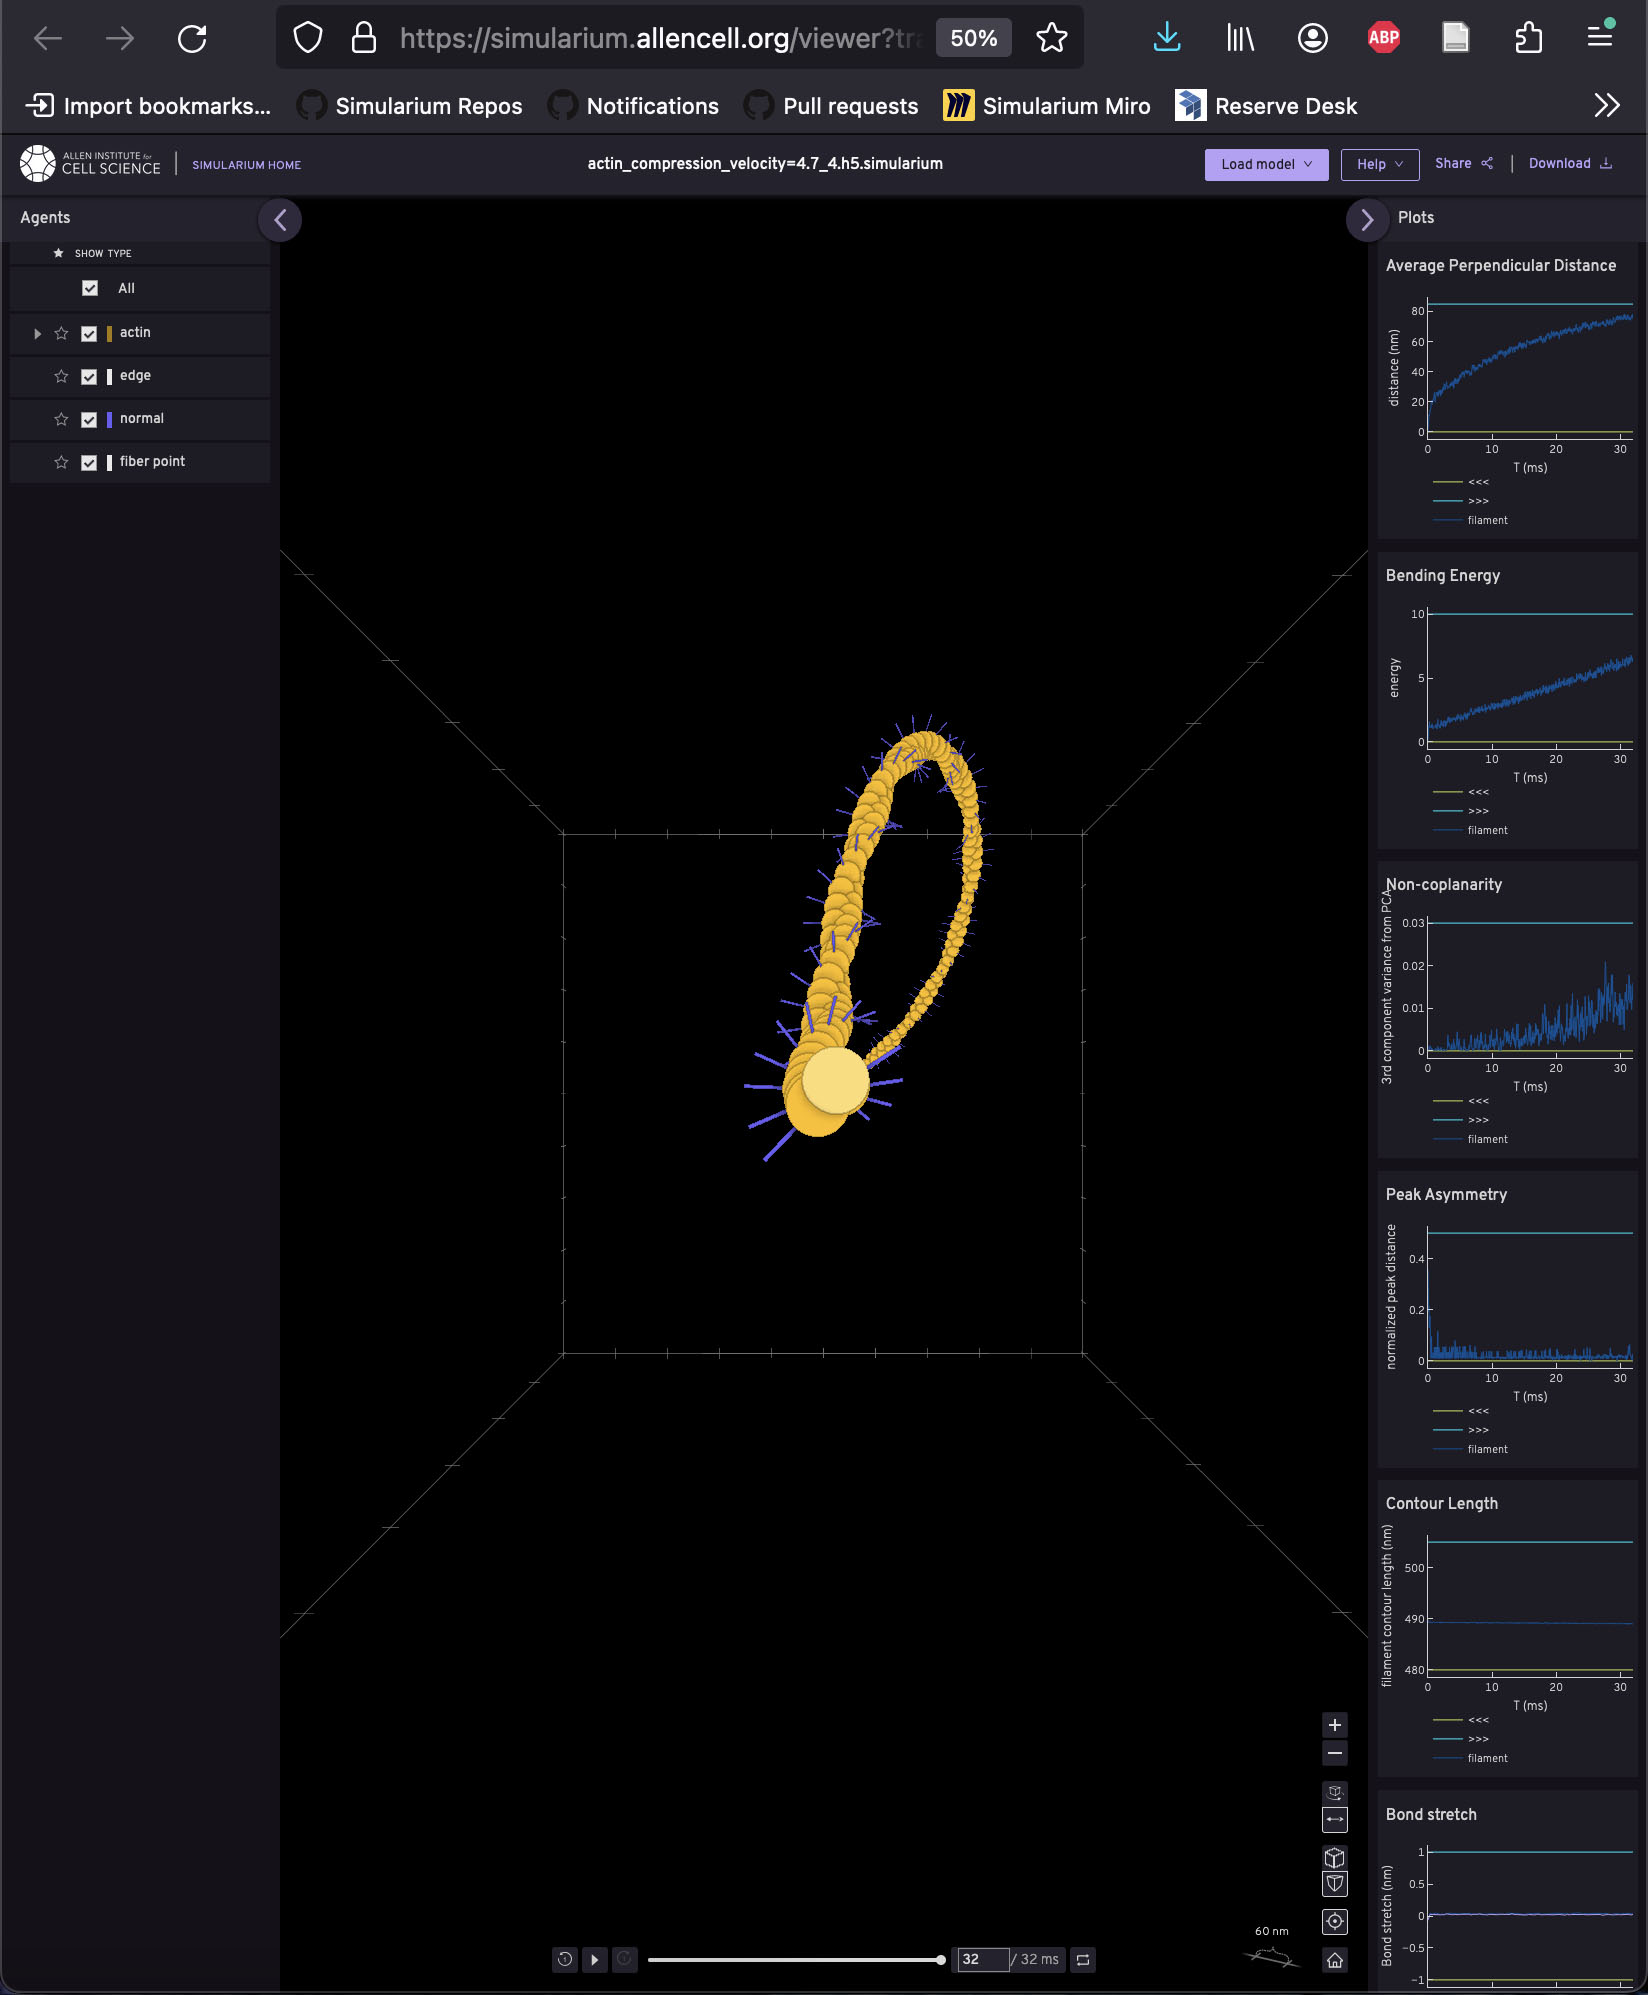 https://simularium.allencell.org/viewer?tra
50%
ABP
Import bookmarks...
Simularium Repos
Notifications
Pull requests
Simularium Miro
Reserve Desk
ALLEN INSTITUTE for
CELL SCIENCE
SIMULARIUM HOME
actin_compression_velocity=4.7_4.h5.simularium
Load model
Help
Share
Download
Agents
SHOW TYPE
All
actin
edge
normal
fiber point
Plots
Average Perpendicular Distance
distance (nm)
80
60
40
20
0
0 10 20 30
T (ms)
<<<
>>>
filament
Bending Energy
energy
10
5
0
0 10 20 30
T (ms)
<<<
>>>
filament
Non-coplanarity
3rd component variance from PCA
0.03
0.02
0.01
0
0 10 20 30
T (ms)
<<<
>>>
filament
Peak Asymmetry
normalized peak distance
0.4
0.2
0
0 10 20 30
T (ms)
<<<
>>>
filament
Contour Length
filament contour length (nm)
500
490
480
0 10 20 30
T (ms)
<<<
>>>
filament
Bond stretch
Bond stretch (nm)
1
0.5
0
−0.5
−1
60 nm
32 / 32 ms